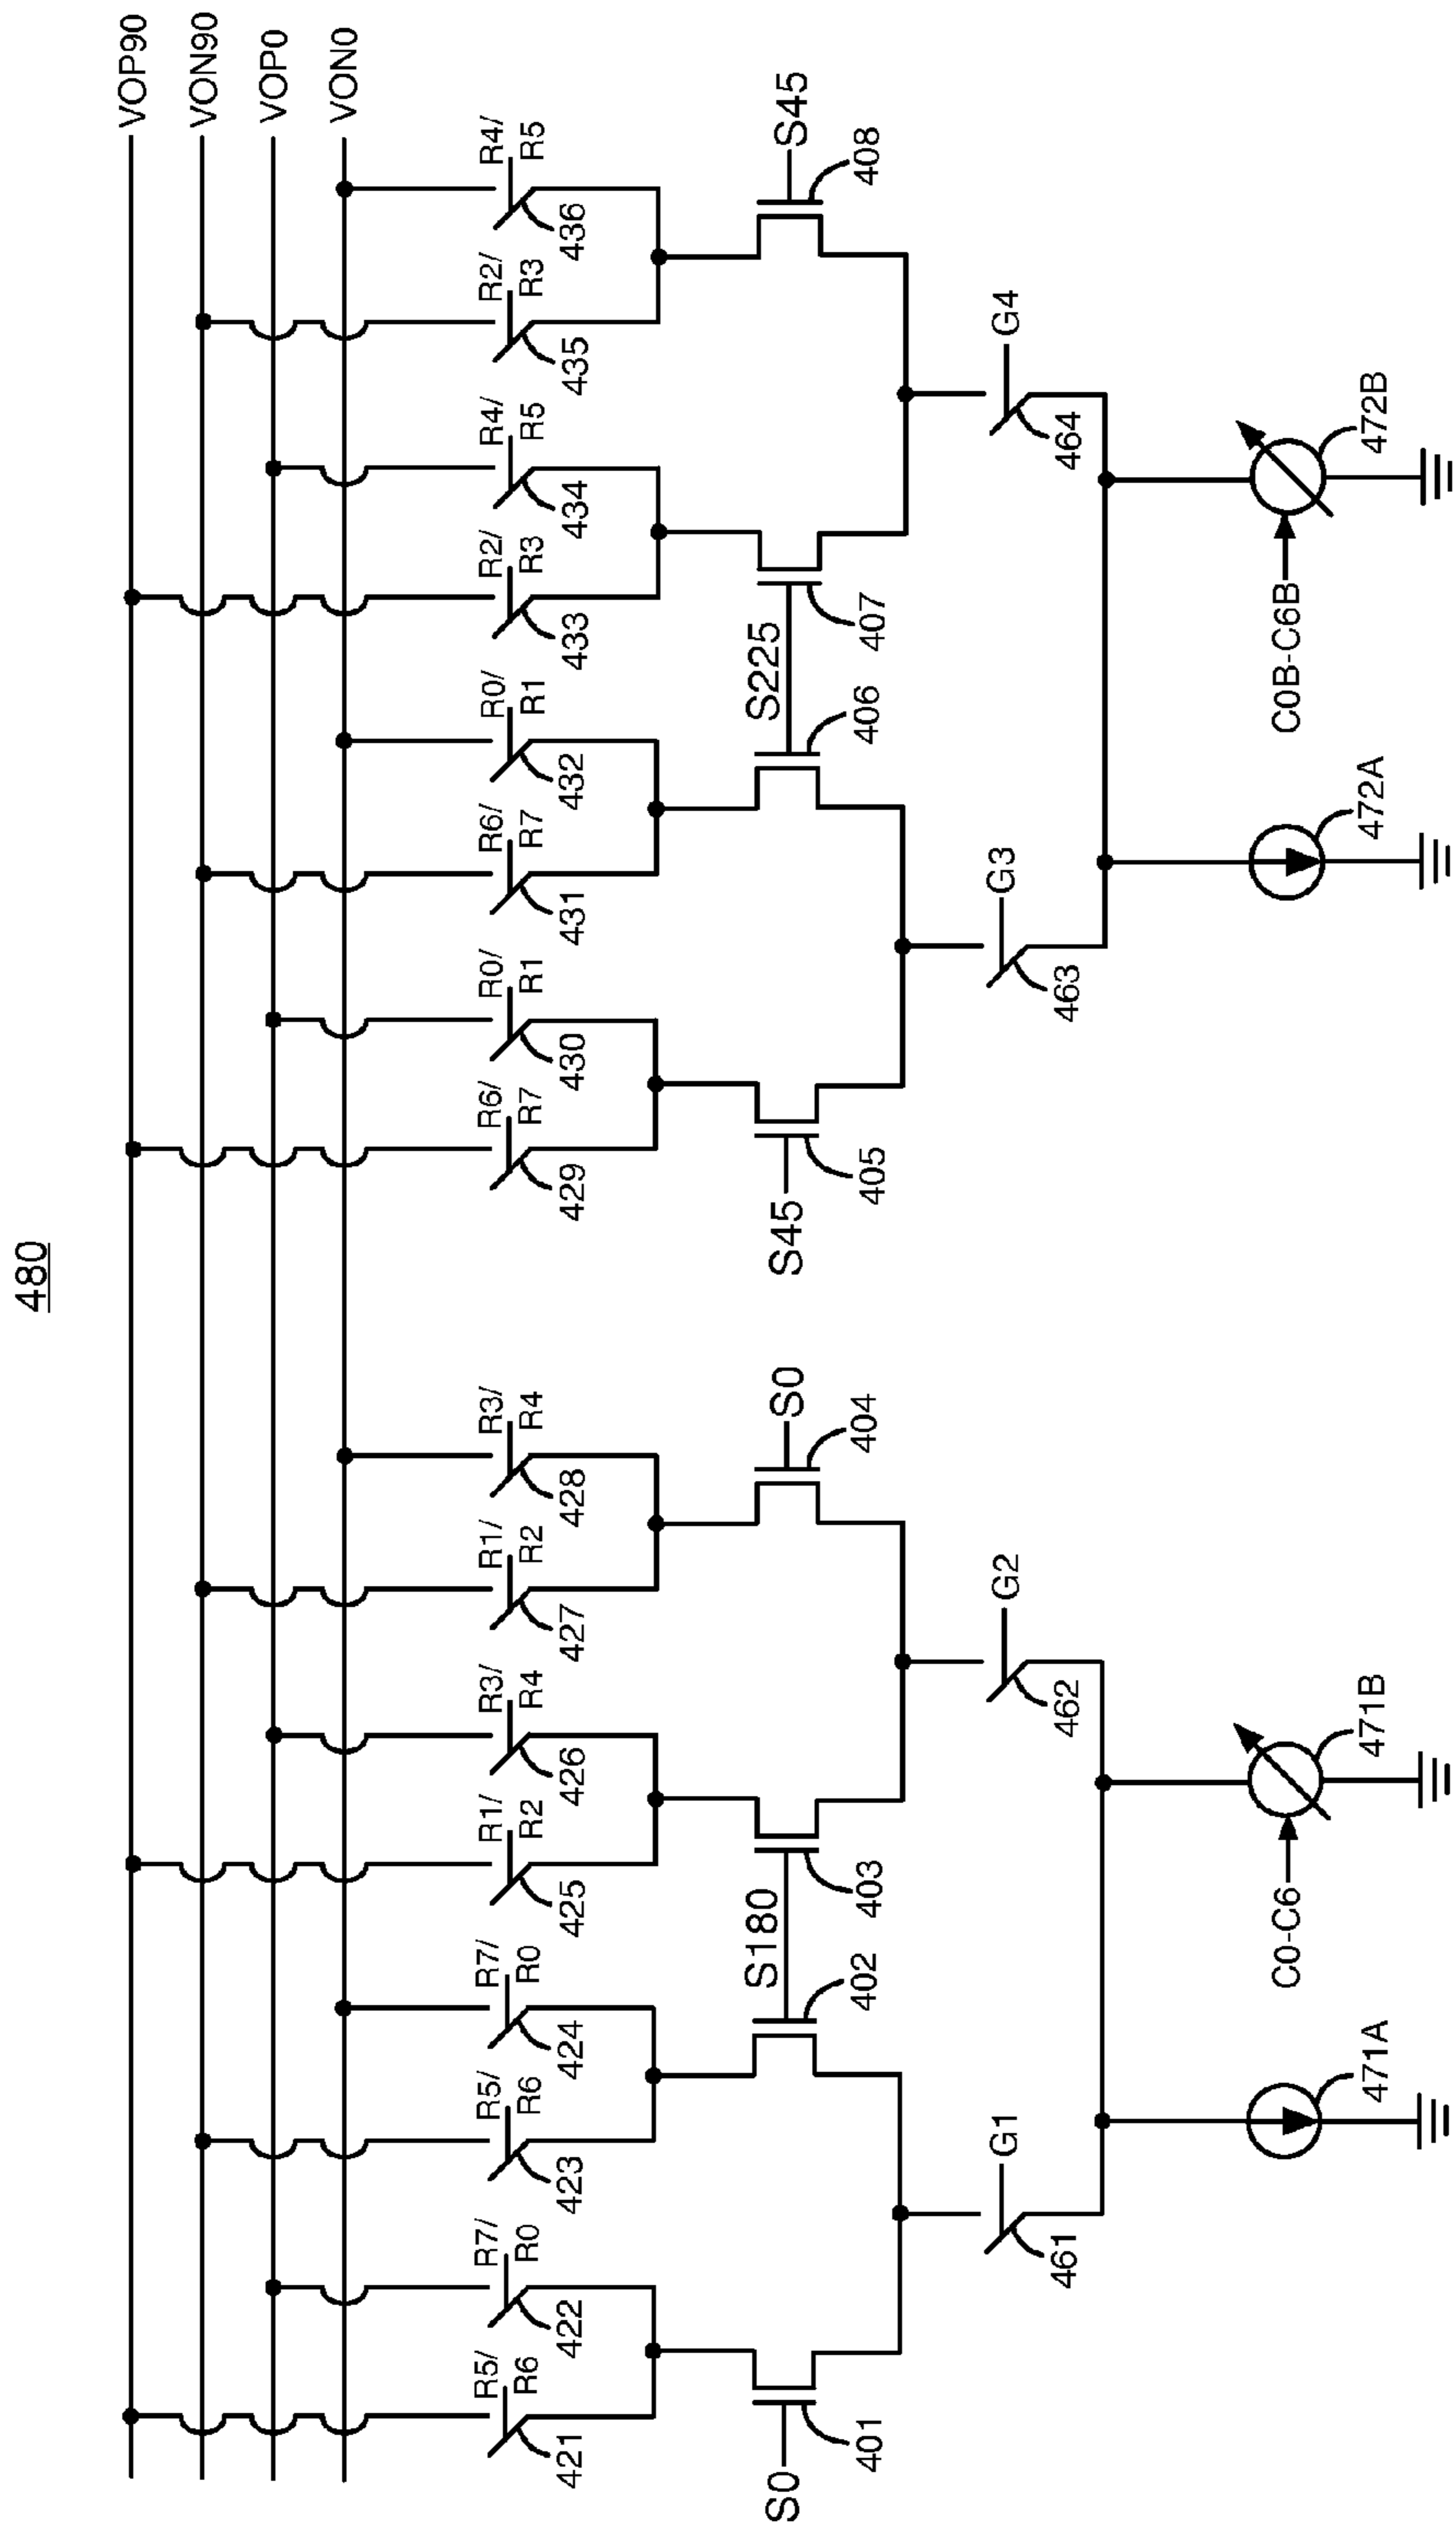 480
VOP90
VON90
VOP0
VON0
R5/
R6
421
R7/
R0
422
R5/
R6
423
R7/
R0
424
R1/
R2
425
R3/
R4
426
R1/
R2
427
R3/
R4
428
R6/
R7
429
R0/
R1
430
R6/
R7
431
R0/
R1
432
R2/
R3
433
R4/
R5
434
R2/
R3
435
R4/
R5
436
S0
401
S180
402
403
S0
404
S45
405
S225
406
407
S45
408
G1
461
G2
462
G3
463
G4
464
471A
C0-C6
471B
472A
C0B-C6B
472B